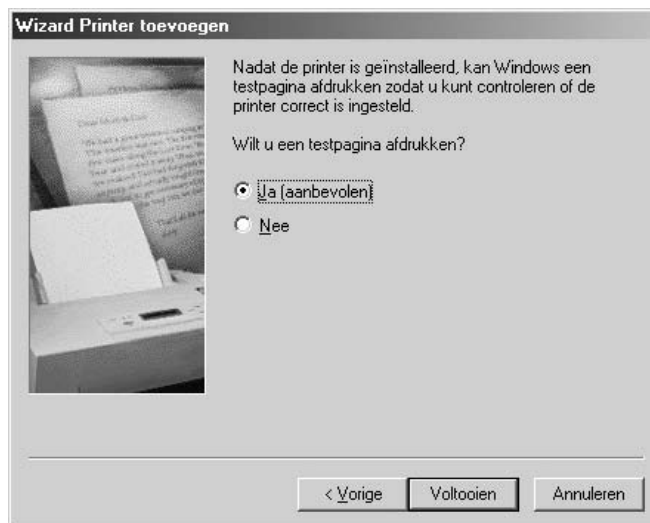 Wizard Printer toevoegen
Nadat de printer is geïnstalleerd, kan Windows een
testpagina afdrukken zodat u kunt controleren of de
printer correct is ingesteld.
Wilt u een testpagina afdrukken?
Ja (aanbevolen)
Nee
< Vorige
Voltooien
Annuleren